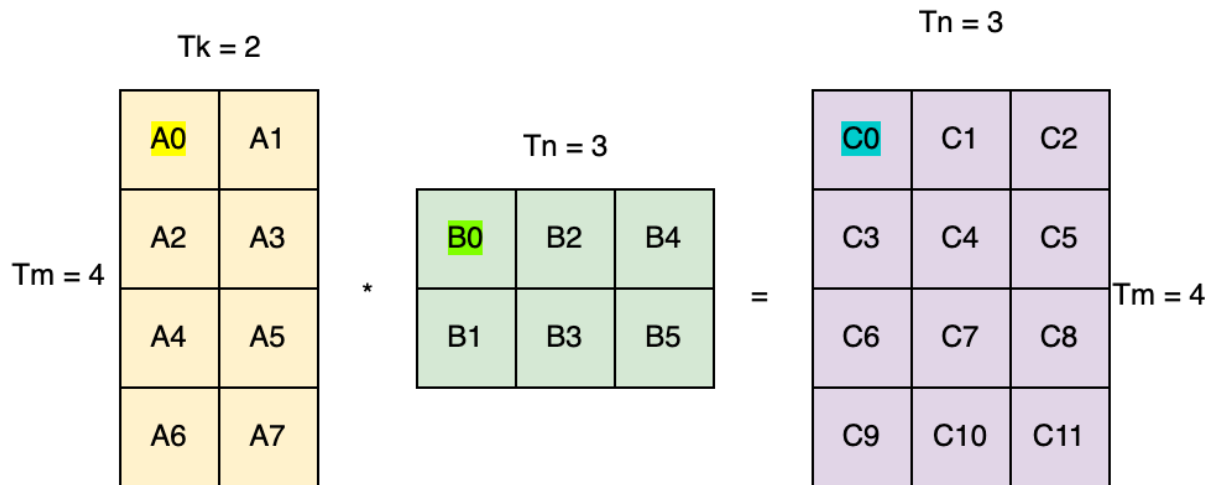 Tn = 3
Tk = 2
A0 A1 C0 C1 C2
Tn = 3
A2 A3 B0 B2 B4 C3 C4 C5
Tm = 4 * = Tm = 4
A4 A5 B1 B3 B5 C6 C7 C8
A6 A7 C9 C10 C11